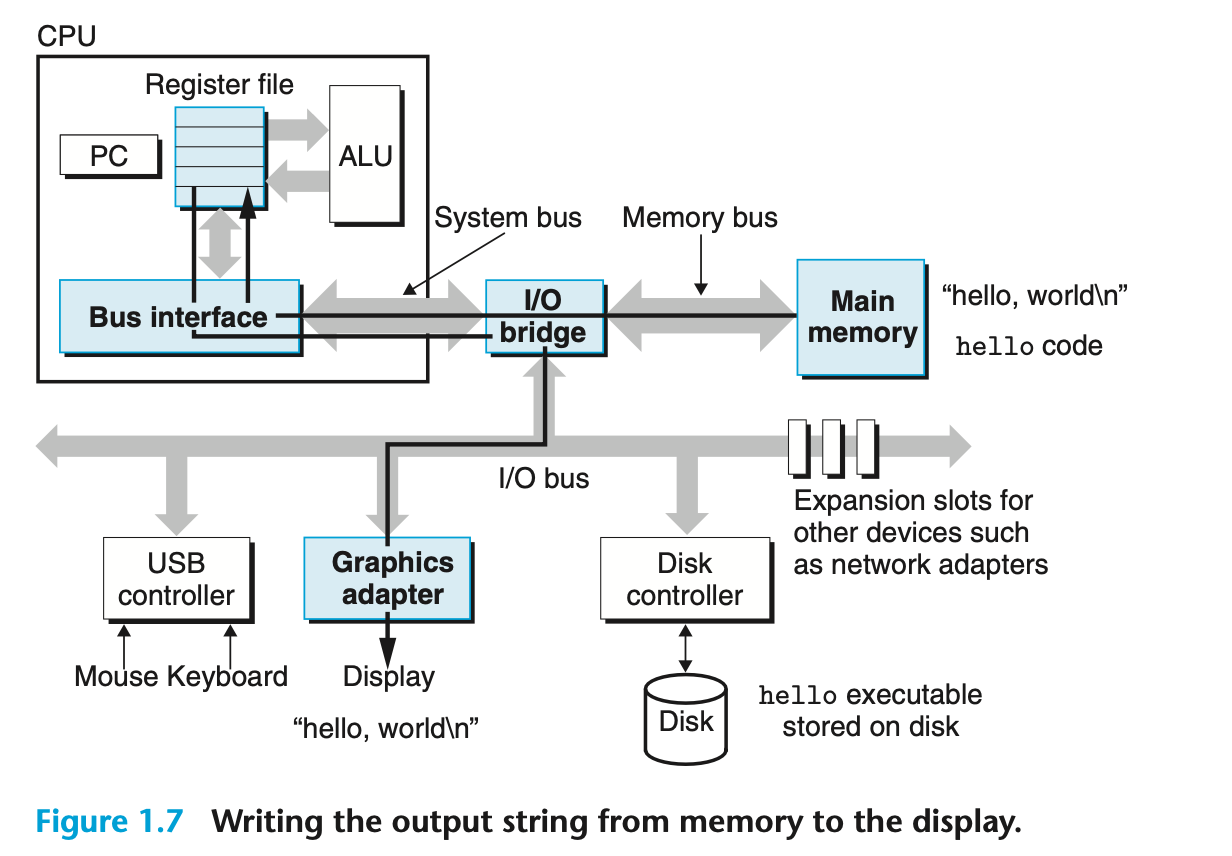 CPU
Register file
PC
ALU
System bus
Memory bus
Bus interface
I/O
bridge
Main
memory
“hello, world\n”
hello code
I/O bus
Expansion slots for
other devices such
as network adapters
USB
controller
Graphics
adapter
Disk
controller
Mouse Keyboard
Display
“hello, world\n”
Disk
hello executable
stored on disk
Figure 1.7 Writing the output string from memory to the display.